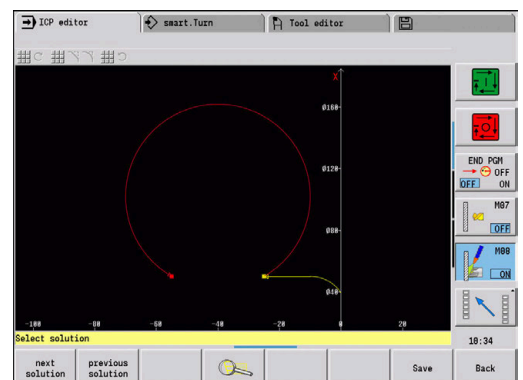 ICP editor
smart.Turn
Tool editor
X
Ø160
Ø120
Ø80
Ø40
-100
-80
-60
-40
-20
0
20
Select solution
next solution
previous solution
Save
Back
END PGM
OFF
OFF ON
M07
OFF
M08
ON
10:34